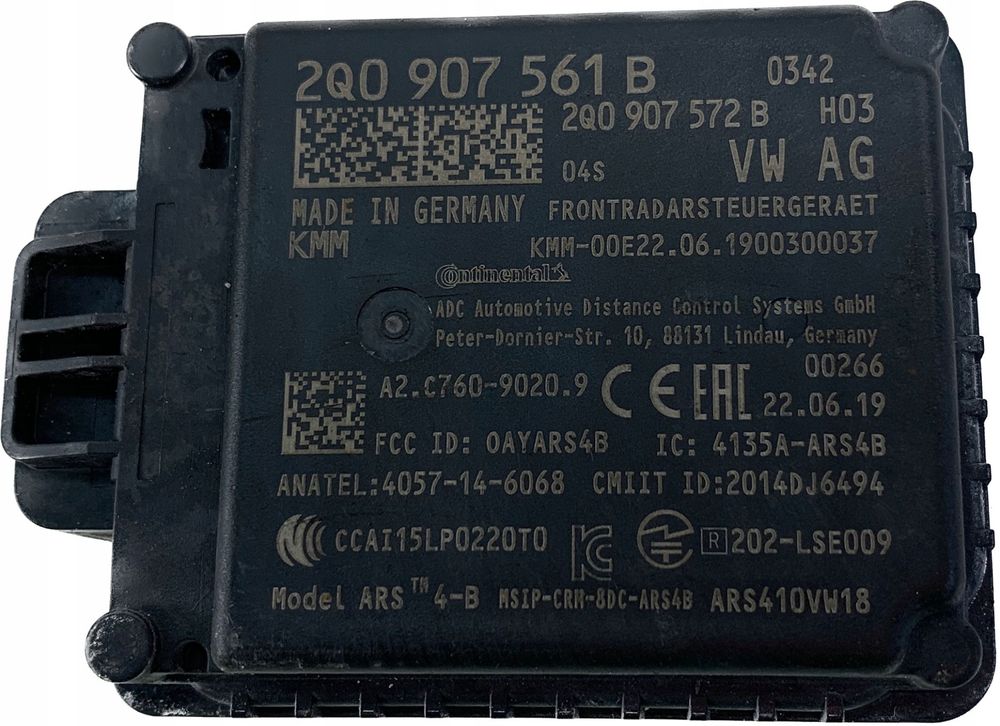 2Q0 907 561 B 0342
2Q0 907 572 B H03
04S VW AG
MADE IN GERMANY FRONTRADARSTEUERGERAET
KMM KMM-00E22.06.1900300037
Continental
ADC Automotive Distance Control Systems GmbH
Peter-Dornier-Str. 10, 88131 Lindau, Germany
00266
A2.C760-9020.9 CE EAC 22.06.19
FCC ID: OAYARS4B IC: 4135A-ARS4B
ANATEL:4057-14-6068 CMIIT ID:2014DJ6494
CCAI15LP0220T0 R 202-LSE009
Model ARS™ 4-B MSIP-CRM-8DC-ARS4B ARS410VW18